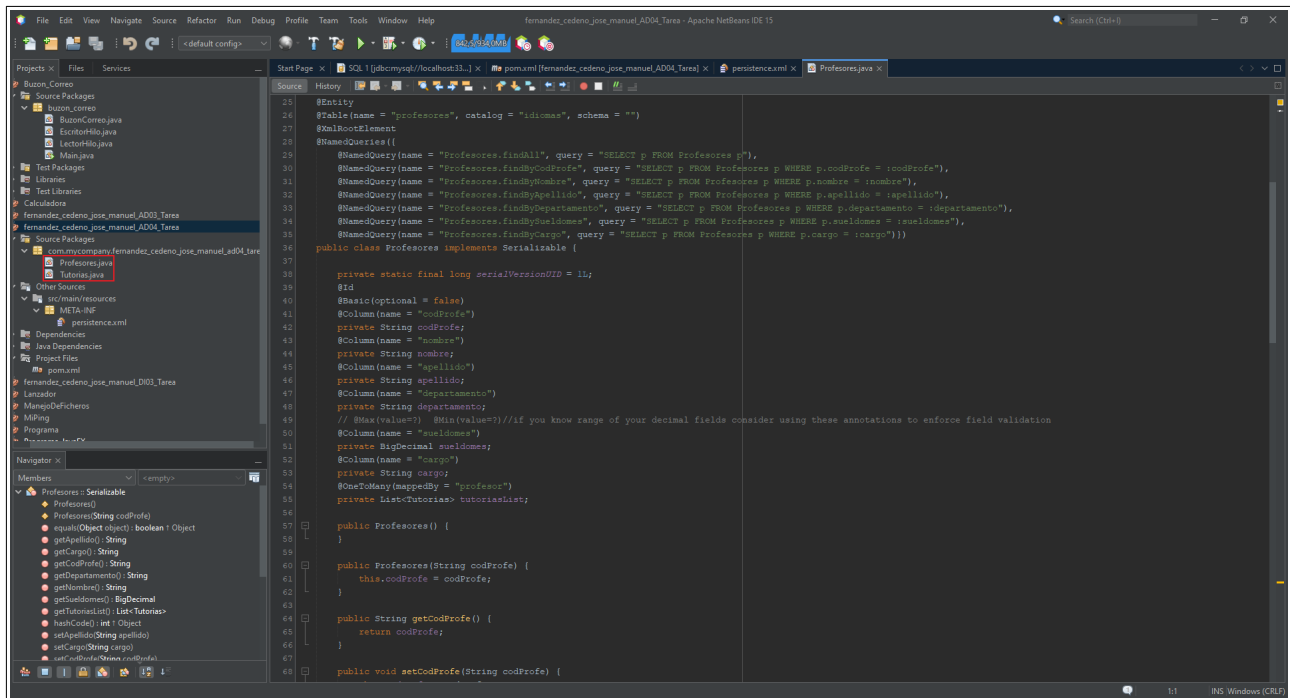 File Edit View Navigate Source Refactor Run Debug Profile Team Tools Window Help
fernandez_cedeno_jose_manuel_AD04_Tarea - Apache NetBeans IDE 15
Search (Ctrl+I)
<default config>
842,5/934,0MB
Projects Files Services
Buzon_Correo
Source Packages
buzon_correo
BuzonCorreo.java
EscritorHilo.java
LectorHilo.java
Main.java
Test Packages
Libraries
Test Libraries
Calculadora
fernandez_cedeno_jose_manuel_AD03_Tarea
fernandez_cedeno_jose_manuel_AD04_Tarea
Source Packages
com.mycompany.fernandez_cedeno_jose_manuel_ad04_tare
Profesores.java
Tutorias.java
Other Sources
src/main/resources
META-INF
persistence.xml
Dependencies
Java Dependencies
Project Files
pom.xml
fernandez_cedeno_jose_manuel_DI03_Tarea
Lanzador
ManejoDeFicheros
MiPing
Programa
Navigator
Members <empty>
Profesores :: Serializable
Profesores()
Profesores(String codProfe)
equals(Object object) : boolean ↑ Object
getApellido() : String
getCargo() : String
getCodProfe() : String
getDepartamento() : String
getNombre() : String
getSueldomes() : BigDecimal
getTutoriasList() : List<Tutorias>
hashCode() : int ↑ Object
setApellido(String apellido)
setCargo(String cargo)
setCodProfe(String codProfe)
Start Page SQL 1 [jdbc:mysql://localhost:33...] pom.xml [fernandez_cedeno_jose_manuel_AD04_Tarea] persistence.xml Profesores.java
Source History
25 @Entity
26 @Table(name = "profesores", catalog = "idiomas", schema = "")
27 @XmlRootElement
28 @NamedQueries({
29 @NamedQuery(name = "Profesores.findAll", query = "SELECT p FROM Profesores p"),
30 @NamedQuery(name = "Profesores.findByCodProfe", query = "SELECT p FROM Profesores p WHERE p.codProfe = :codProfe"),
31 @NamedQuery(name = "Profesores.findByNombre", query = "SELECT p FROM Profesores p WHERE p.nombre = :nombre"),
32 @NamedQuery(name = "Profesores.findByApellido", query = "SELECT p FROM Profesores p WHERE p.apellido = :apellido"),
33 @NamedQuery(name = "Profesores.findByDepartamento", query = "SELECT p FROM Profesores p WHERE p.departamento = :departamento"),
34 @NamedQuery(name = "Profesores.findBySueldomes", query = "SELECT p FROM Profesores p WHERE p.sueldomes = :sueldomes"),
35 @NamedQuery(name = "Profesores.findByCargo", query = "SELECT p FROM Profesores p WHERE p.cargo = :cargo")})
36 public class Profesores implements Serializable {
37
38 private static final long serialVersionUID = 1L;
39 @Id
40 @Basic(optional = false)
41 @Column(name = "codProfe")
42 private String codProfe;
43 @Column(name = "nombre")
44 private String nombre;
45 @Column(name = "apellido")
46 private String apellido;
47 @Column(name = "departamento")
48 private String departamento;
49 // @Max(value=?) @Min(value=?)//if you know range of your decimal fields consider using these annotations to enforce field validation
50 @Column(name = "sueldomes")
51 private BigDecimal sueldomes;
52 @Column(name = "cargo")
53 private String cargo;
54 @OneToMany(mappedBy = "profesor")
55 private List<Tutorias> tutoriasList;
56
57 public Profesores() {
58 }
59
60 public Profesores(String codProfe) {
61 this.codProfe = codProfe;
62 }
63
64 public String getCodProfe() {
65 return codProfe;
66 }
67
68 public void setCodProfe(String codProfe) {
1:1 INS Windows (CRLF)